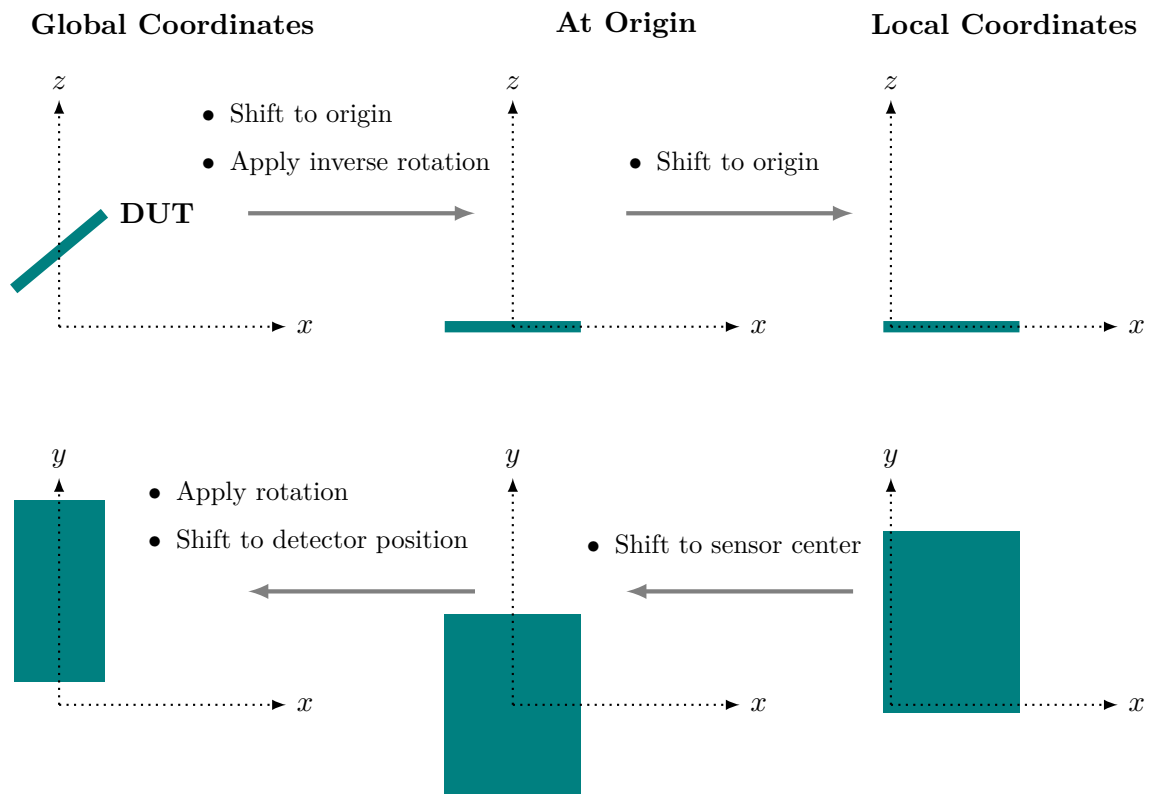 Global Coordinates
At Origin
Local Coordinates
z
• Shift to origin
• Apply inverse rotation
DUT
x
z
• Shift to origin
x
z
x
y
• Apply rotation
• Shift to detector position
x
y
• Shift to sensor center
x
y
x